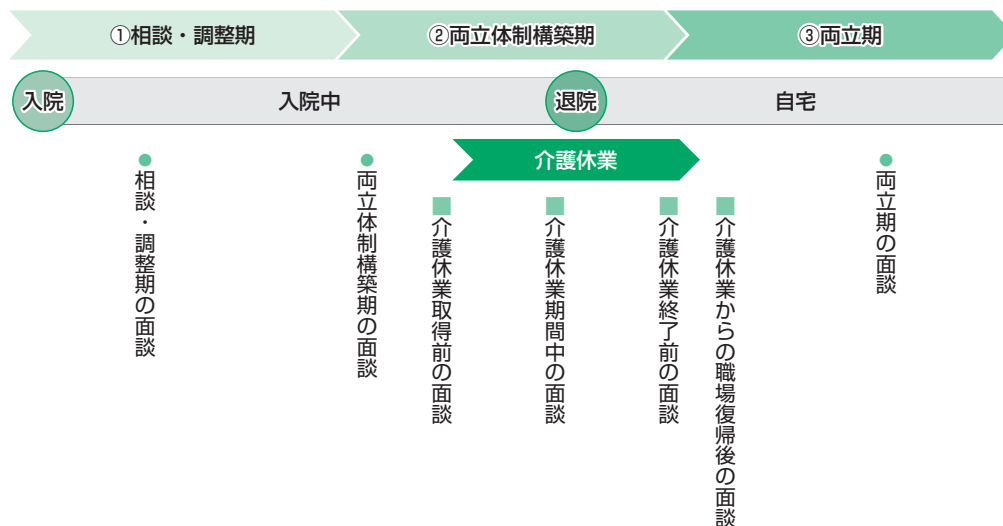 ①相談・調整期
②両立体制構築期
③両立期
入院
入院中
退院
自宅
介護休業
相談・調整期の面談
両立体制構築期の面談
介護休業取得前の面談
介護休業期間中の面談
介護休業終了前の面談
介護休業からの職場復帰後の面談
両立期の面談